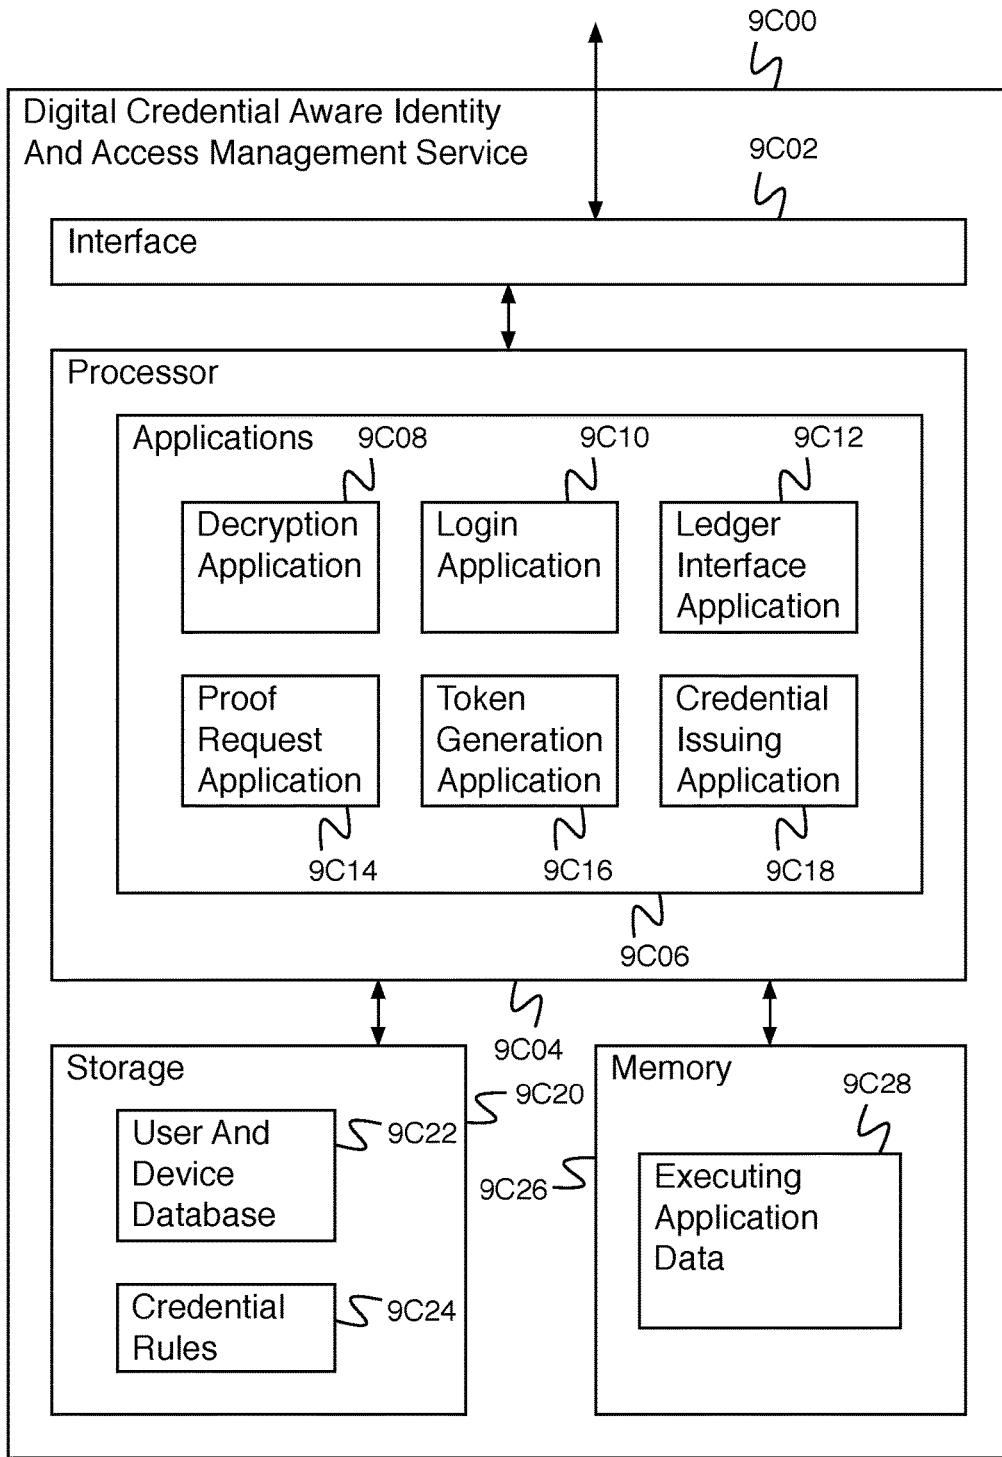 9C00
Digital Credential Aware Identity
And Access Management Service
9C02
Interface
Processor
Applications
9C08
9C10
9C12
Decryption
Application
Login
Application
Ledger
Interface
Application
Proof
Request
Application
Token
Generation
Application
Credential
Issuing
Application
9C14
9C16
9C18
9C06
9C04
Storage
9C20
User And
Device
Database
9C22
Credential
Rules
9C24
Memory
9C28
9C26
Executing
Application
Data